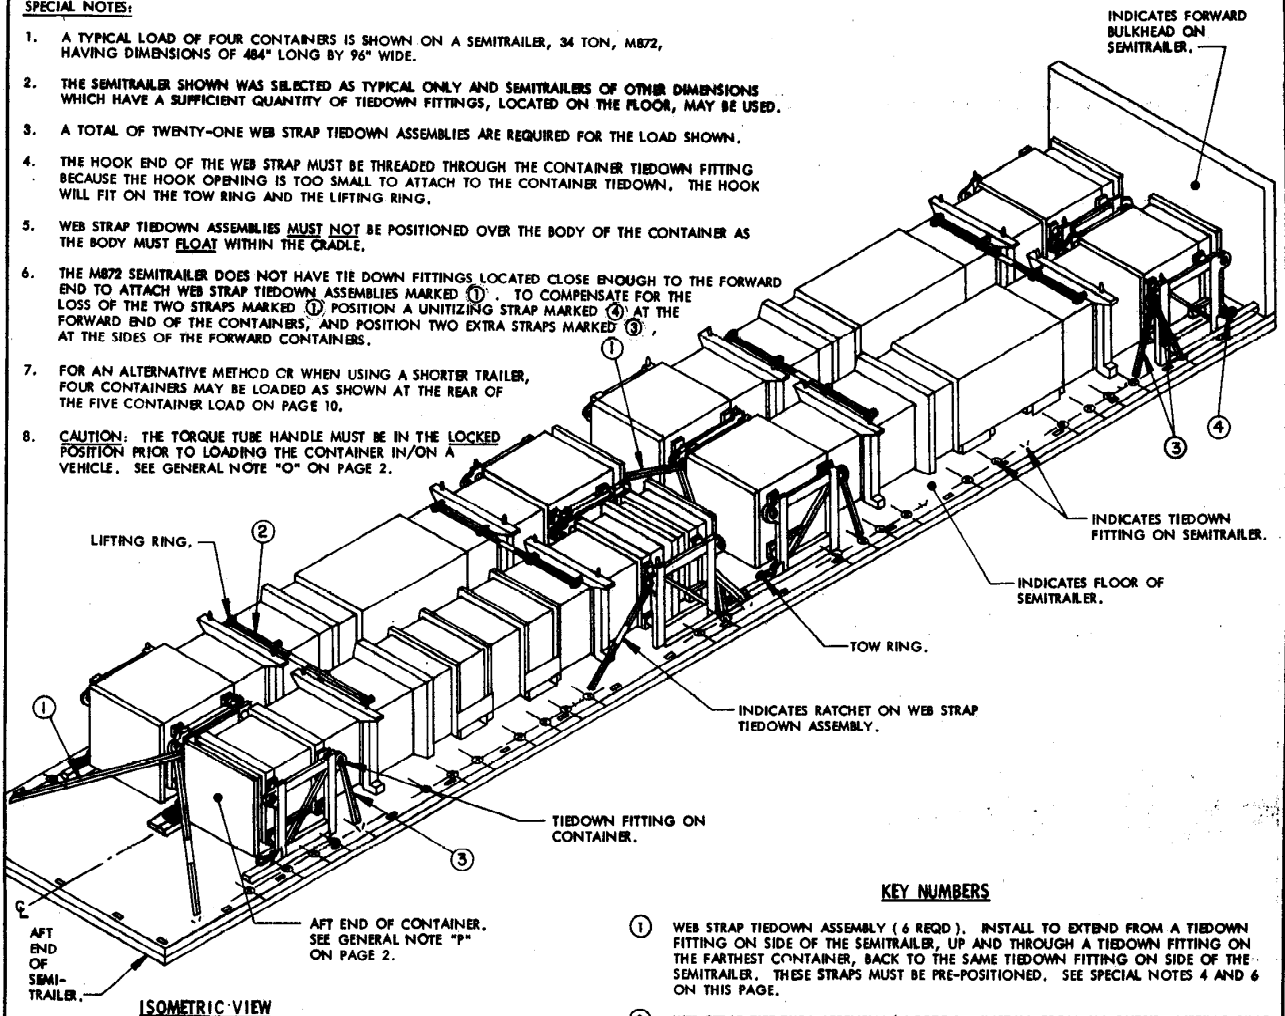 SPECIAL NOTES:
1. A TYPICAL LOAD OF FOUR CONTAINERS IS SHOWN ON A SEMITRAILER, 34 TON, M872,
HAVING DIMENSIONS OF 484" LONG BY 96" WIDE.
2. THE SEMITRAILER SHOWN WAS SELECTED AS TYPICAL ONLY AND SEMITRAILERS OF OTHER DIMENSIONS
WHICH HAVE A SUFFICIENT QUANTITY OF TIEDOWN FITTINGS, LOCATED ON THE FLOOR, MAY BE USED.
3. A TOTAL OF TWENTY-ONE WEB STRAP TIEDOWN ASSEMBLIES ARE REQUIRED FOR THE LOAD SHOWN.
4. THE HOOK END OF THE WEB STRAP MUST BE THREADED THROUGH THE CONTAINER TIEDOWN FITTING
BECAUSE THE HOOK OPENING IS TOO SMALL TO ATTACH TO THE CONTAINER TIEDOWN. THE HOOK
WILL FIT ON THE TOW RING AND THE LIFTING RING.
5. WEB STRAP TIEDOWN ASSEMBLIES MUST NOT BE POSITIONED OVER THE BODY OF THE CONTAINER AS
THE BODY MUST FLOAT WITHIN THE CRADLE.
6. THE M872 SEMITRAILER DOES NOT HAVE TIE DOWN FITTINGS LOCATED CLOSE ENOUGH TO THE FORWARD
END TO ATTACH WEB STRAP TIEDOWN ASSEMBLIES MARKED 1 . TO COMPENSATE FOR THE
LOSS OF THE TWO STRAPS MARKED 1 , POSITION A UNITIZING STRAP MARKED 4 AT THE
FORWARD END OF THE CONTAINERS, AND POSITION TWO EXTRA STRAPS MARKED 3 ,
AT THE SIDES OF THE FORWARD CONTAINERS.
7. FOR AN ALTERNATIVE METHOD OR WHEN USING A SHORTER TRAILER,
FOUR CONTAINERS MAY BE LOADED AS SHOWN AT THE REAR OF
THE FIVE CONTAINER LOAD ON PAGE 10.
8. CAUTION: THE TORQUE TUBE HANDLE MUST BE IN THE LOCKED
POSITION PRIOR TO LOADING THE CONTAINER IN/ON A
VEHICLE. SEE GENERAL NOTE "O" ON PAGE 2.
INDICATES FORWARD
BULKHEAD ON
SEMITRAILER.
1
3
4
INDICATES TIEDOWN
FITTING ON SEMITRAILER.
INDICATES FLOOR OF
SEMITRAILER.
LIFTING RING.
2
TOW RING.
1
INDICATES RATCHET ON WEB STRAP
TIEDOWN ASSEMBLY.
TIEDOWN FITTING ON
CONTAINER.
3
AFT END OF CONTAINER.
SEE GENERAL NOTE "P"
ON PAGE 2.
CL
AFT
END
OF
SEMI-
TRAILER.
ISOMETRIC VIEW
KEY NUMBERS
1 WEB STRAP TIEDOWN ASSEMBLY ( 6 REQD ). INSTALL TO EXTEND FROM A TIEDOWN
FITTING ON SIDE OF THE SEMITRAILER, UP AND THROUGH A TIEDOWN FITTING ON
THE FARTHEST CONTAINER, BACK TO THE SAME TIEDOWN FITTING ON SIDE OF THE
SEMITRAILER. THESE STRAPS MUST BE PRE-POSITIONED. SEE SPECIAL NOTES 4 AND 6
ON THIS PAGE.